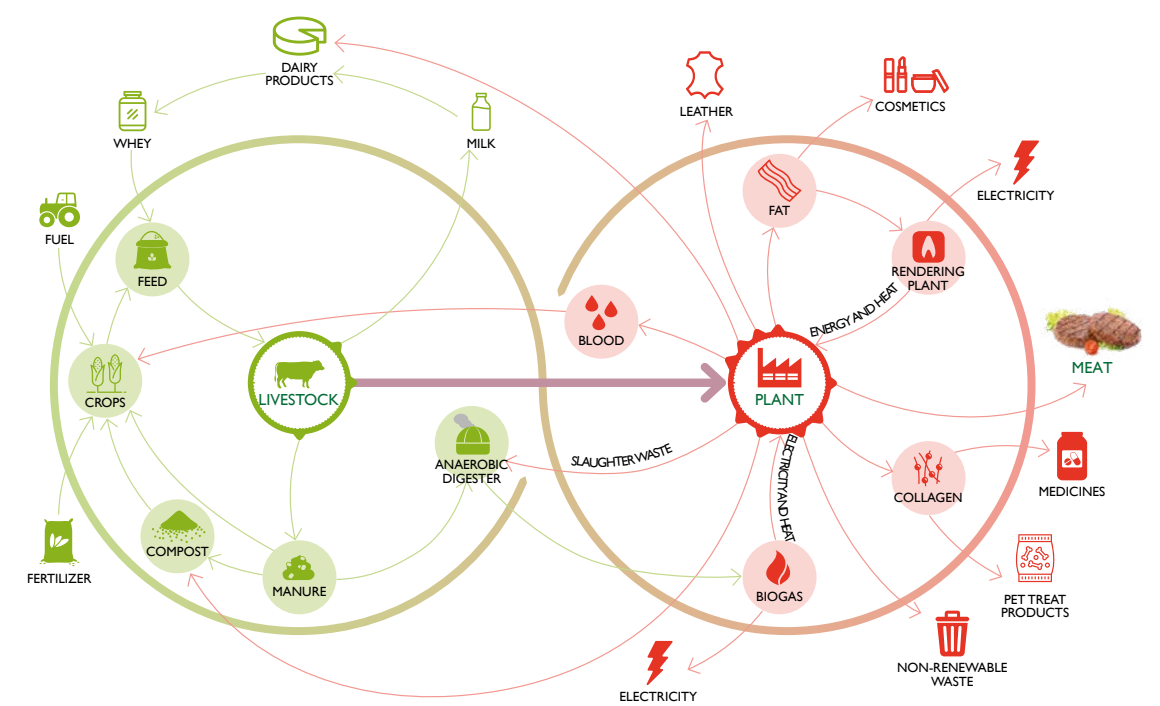 DAIRY
PRODUCTS
WHEY
MILK
LEATHER
COSMETICS
ELECTRICITY
FUEL
FEED
FAT
RENDERING
PLANT
ENERGY AND HEAT
BLOOD
MEAT
CROPS
LIVESTOCK
PLANT
ANAEROBIC
DIGESTER
SLAUGHTER WASTE
ELECTRICITY AND HEAT
COLLAGEN
MEDICINES
COMPOST
FERTILIZER
MANURE
BIOGAS
PET TREAT
PRODUCTS
NON-RENEWABLE
WASTE
ELECTRICITY